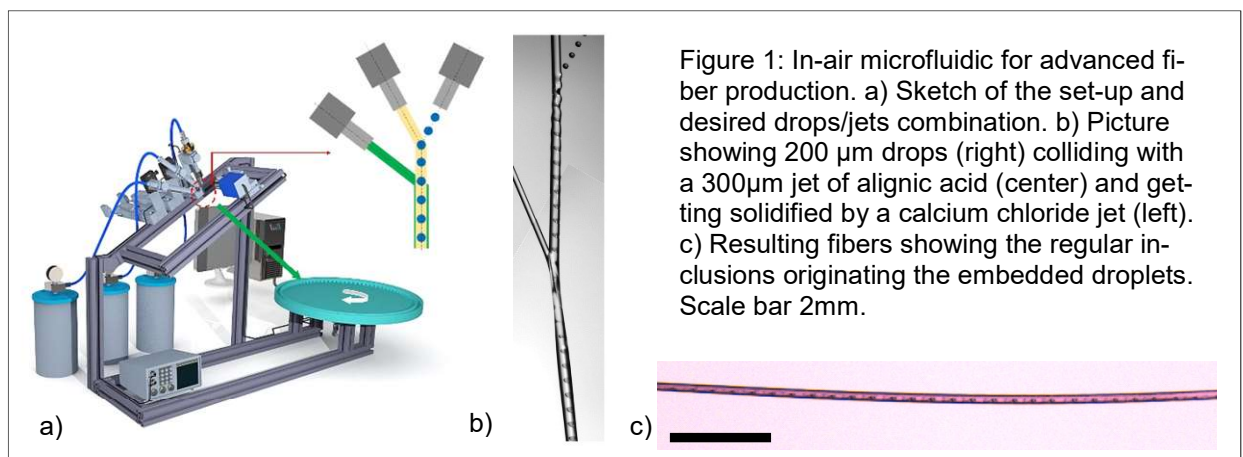 Figure 1: In-air microfluidic for advanced fi-
ber production. a) Sketch of the set-up and
desired drops/jets combination. b) Picture
showing 200 µm drops (right) colliding with
a 300µm jet of alignic acid (center) and get-
ting solidified by a calcium chloride jet (left).
c) Resulting fibers showing the regular in-
clusions originating the embedded droplets.
Scale bar 2mm.
a)
b)
c)